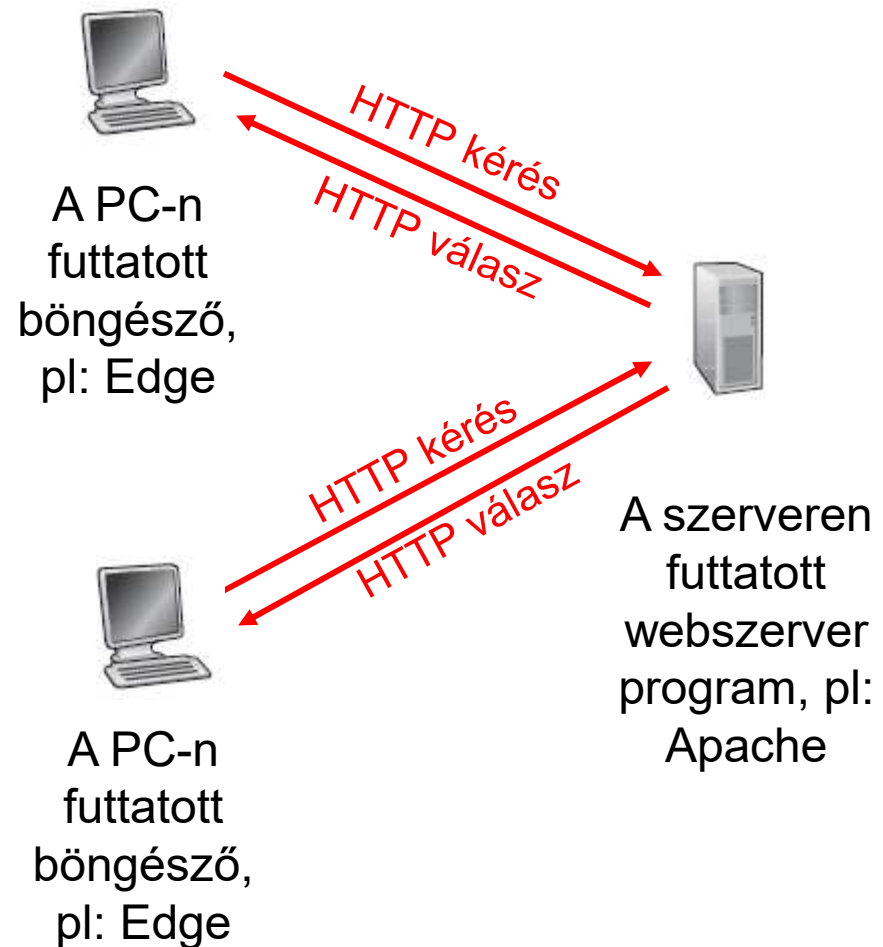 HTTP kérés
HTTP válasz
A PC-n
futtatott
böngésző,
pl: Edge
HTTP kérés
HTTP válasz
A szerveren
futtatott
webszerver
program, pl:
Apache
A PC-n
futtatott
böngésző,
pl: Edge